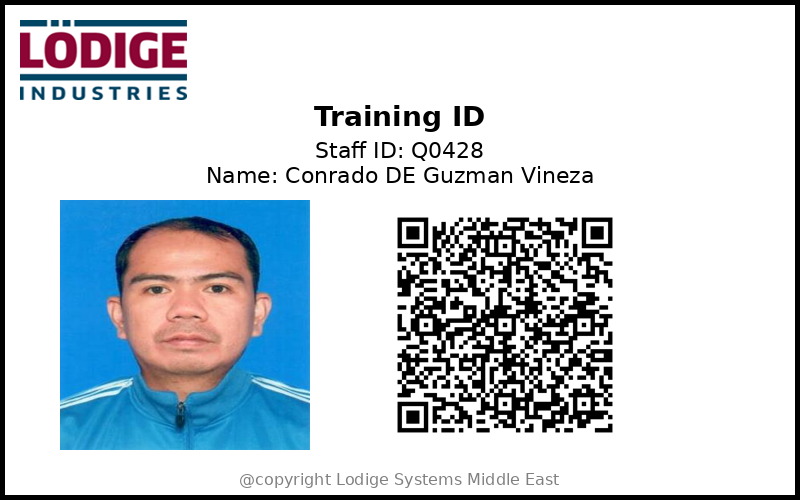 LÖDIGE
INDUSTRIES
Training ID
Staff ID: Q0428
Name: Conrado DE Guzman Vineza
@copyright Lodige Systems Middle East